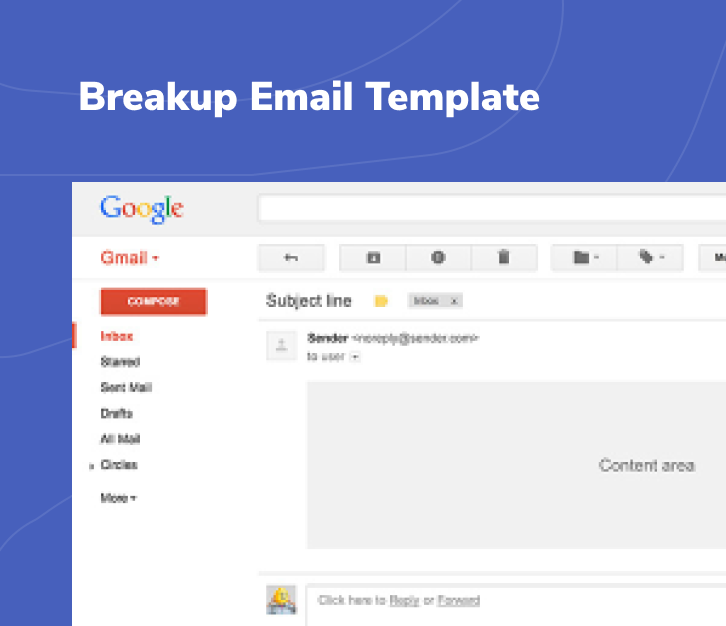 Breakup Email Template
Google
Gmail
COMPOSE
Inbox
Starred
Sent Mail
Drafts
All Mail
Circles
More
Subject line
Inbox x
Sender <noreply@sender.com>
to user
Content area
Click here to Reply or Forward